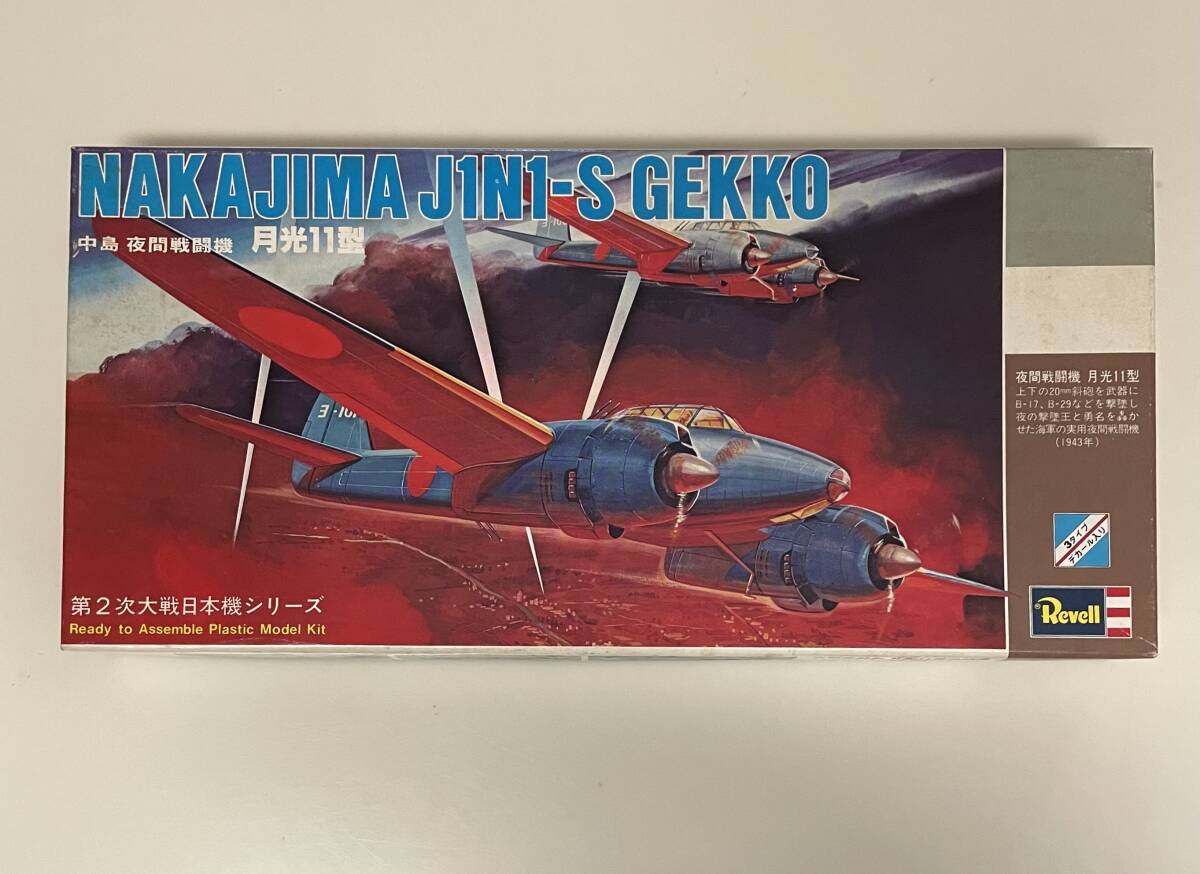 NAKAJIMA J1N1-S GEKKO
中島 夜間戦闘機 月光11型
ヨ-101
第2次大戦日本機シリーズ
Ready to Assemble Plastic Model Kit
夜間戦闘機 月光11型
上下の20mm斜砲を武器に
B-17、B-29などを撃墜し
夜の撃墜王と勇名を轟か
せた海軍の実用夜間戦闘機
(1943年)
3タイプ
デカール入り
®Revell